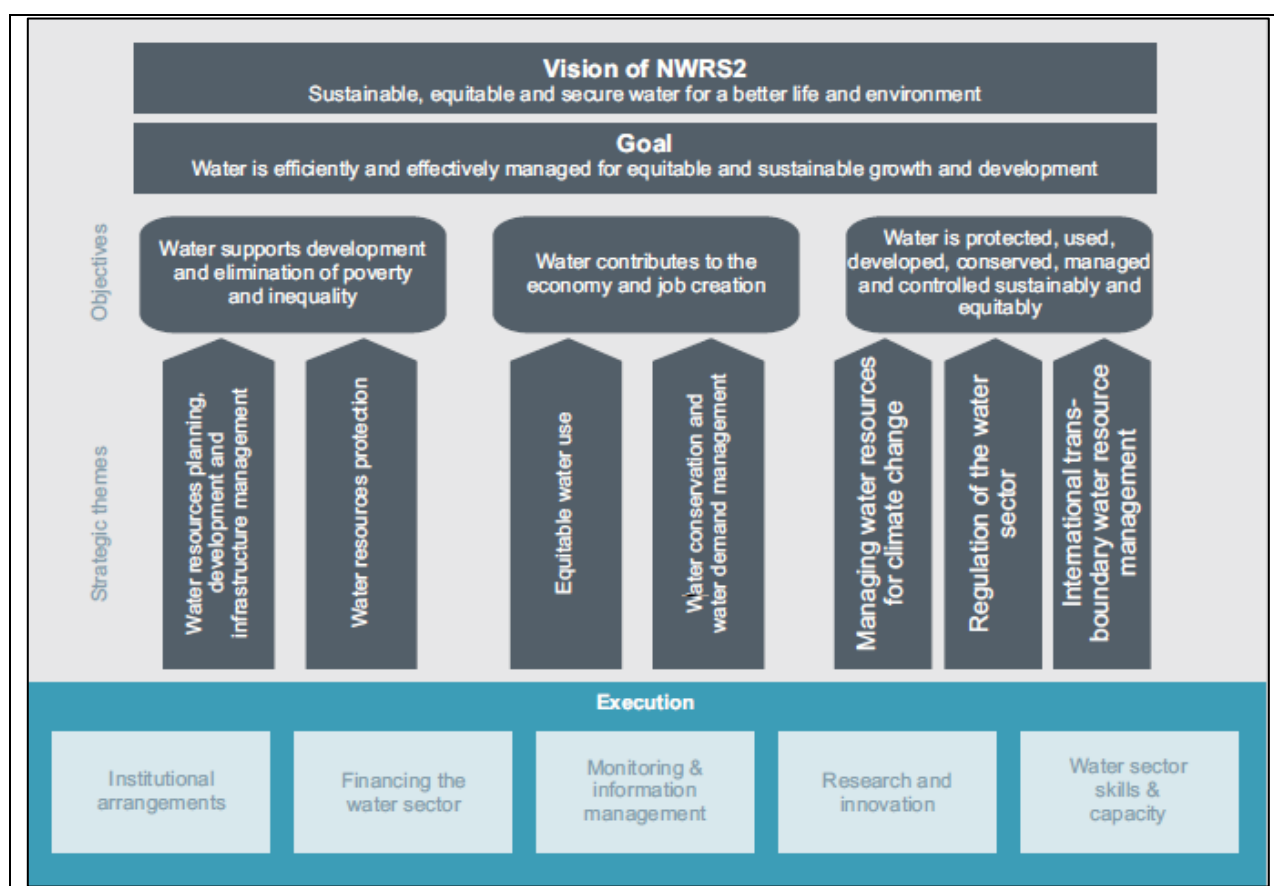 Vision of NWRS2
Sustainable, equitable and secure water for a better life and environment
Goal
Water is efficiently and effectively managed for equitable and sustainable growth and development
Objectives
Water supports development
and elimination of poverty
and inequality
Water contributes to the
economy and job creation
Water is protected, used,
developed, conserved, managed
and controlled sustainably and
equitably
Strategic themes
Water resources planning,
development and
infrastructure management
Water resources protection
Equitable water use
Water conservation and
water demand management
Managing water resources
for climate change
Regulation of the water
sector
International trans-
boundary water resource
management
Execution
Institutional
arrangements
Financing the
water sector
Monitoring &
information
management
Research and
innovation
Water sector
skills &
capacity